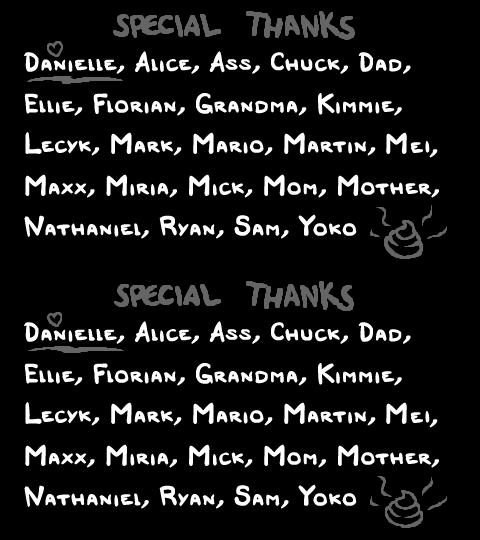 SPECIAL THANKS
DANIELLE, ALICE, ASS, CHUCK, DAD,
ELLIE, FLORIAN, GRANDMA, KIMMIE,
LECYK, MARK, MARIO, MARTIN, MEI,
MAXX, MIRIA, MICK, MOM, MOTHER,
NATHANIEL, RYAN, SAM, YOKO
SPECIAL THANKS
DANIELLE, ALICE, ASS, CHUCK, DAD,
ELLIE, FLORIAN, GRANDMA, KIMMIE,
LECYK, MARK, MARIO, MARTIN, MEI,
MAXX, MIRIA, MICK, MOM, MOTHER,
NATHANIEL, RYAN, SAM, YOKO